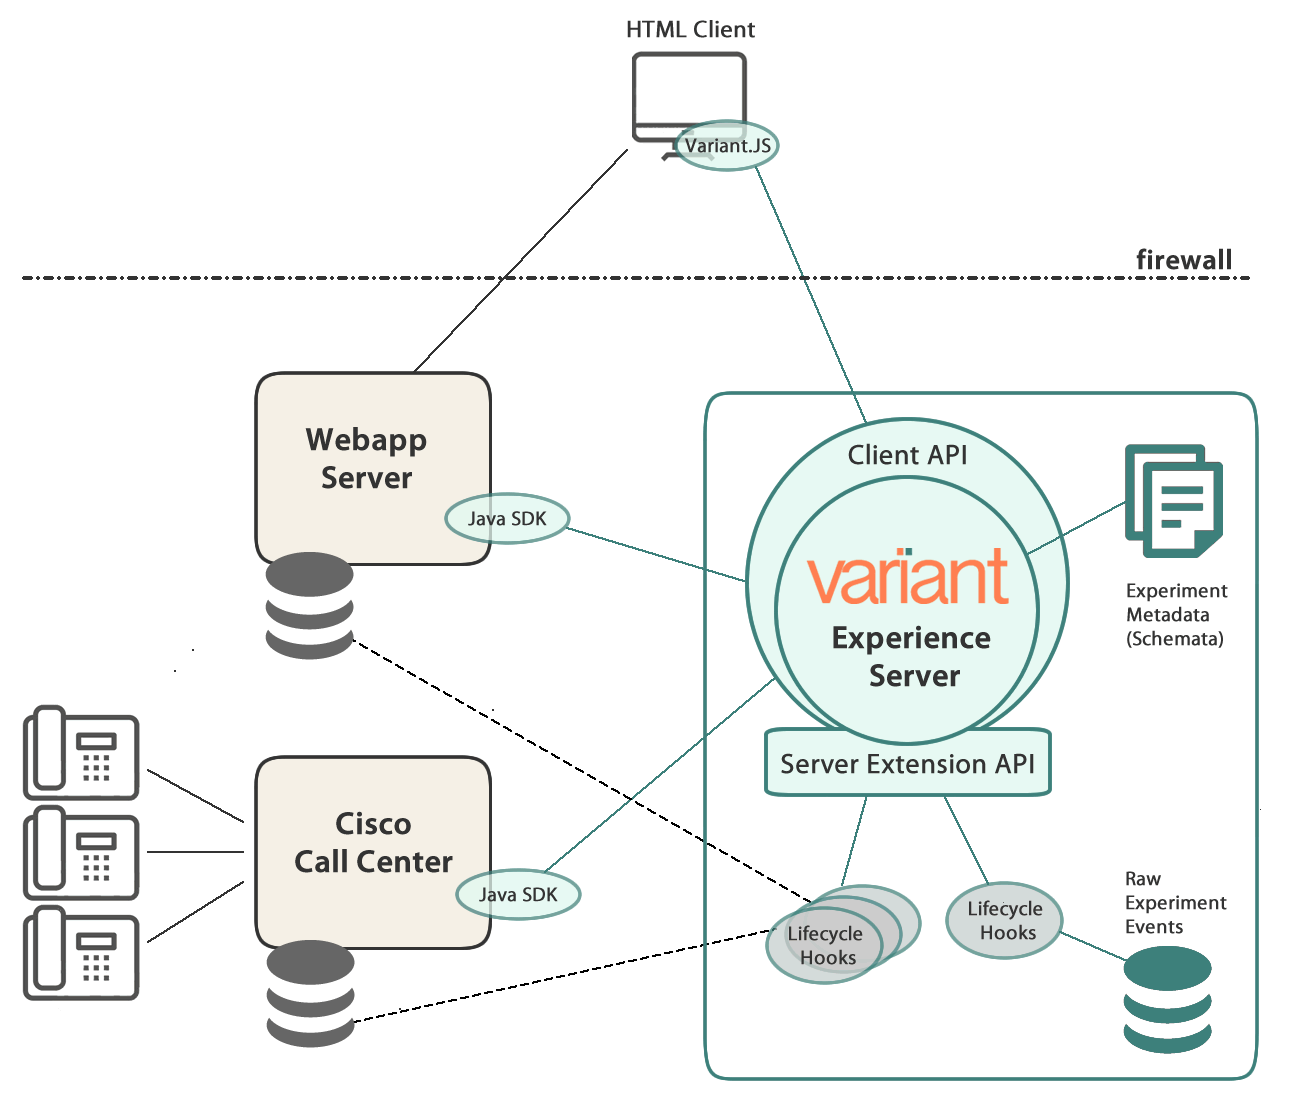 HTML Client
Variant.JS
firewall
Webapp
Server
Java SDK
Client API
variant
Experience
Server
Experiment
Metadata
(Schemata)
Server Extension API
Cisco
Call Center
Java SDK
Lifecycle
Hooks
Lifecycle
Hooks
Raw
Experiment
Events